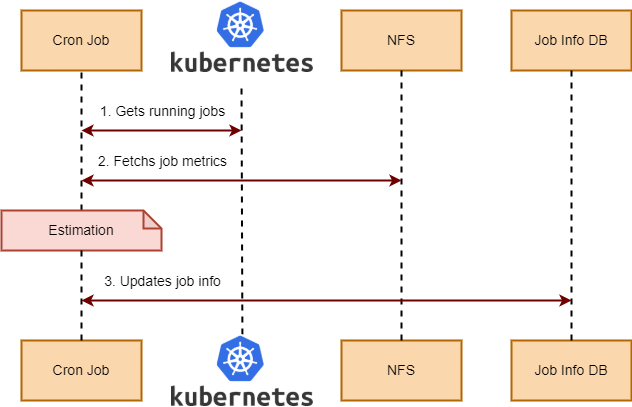 Cron Job
kubernetes
NFS
Job Info DB
1. Gets running jobs
2. Fetchs job metrics
Estimation
3. Updates job info
Cron Job
kubernetes
NFS
Job Info DB